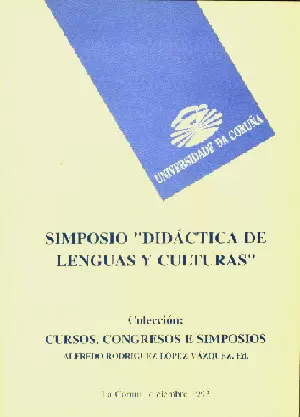 UNIVERSIDADE DA CORUÑA
SIMPOSIO "DIDÁCTICA DE
LENGUAS Y CULTURAS"
Colección:
CURSOS, CONGRESOS E SIMPOSIOS
ALFREDO RODRÍGUEZ LÓPEZ VÁZQUEZ, Ed.
La Coruña, diciembre